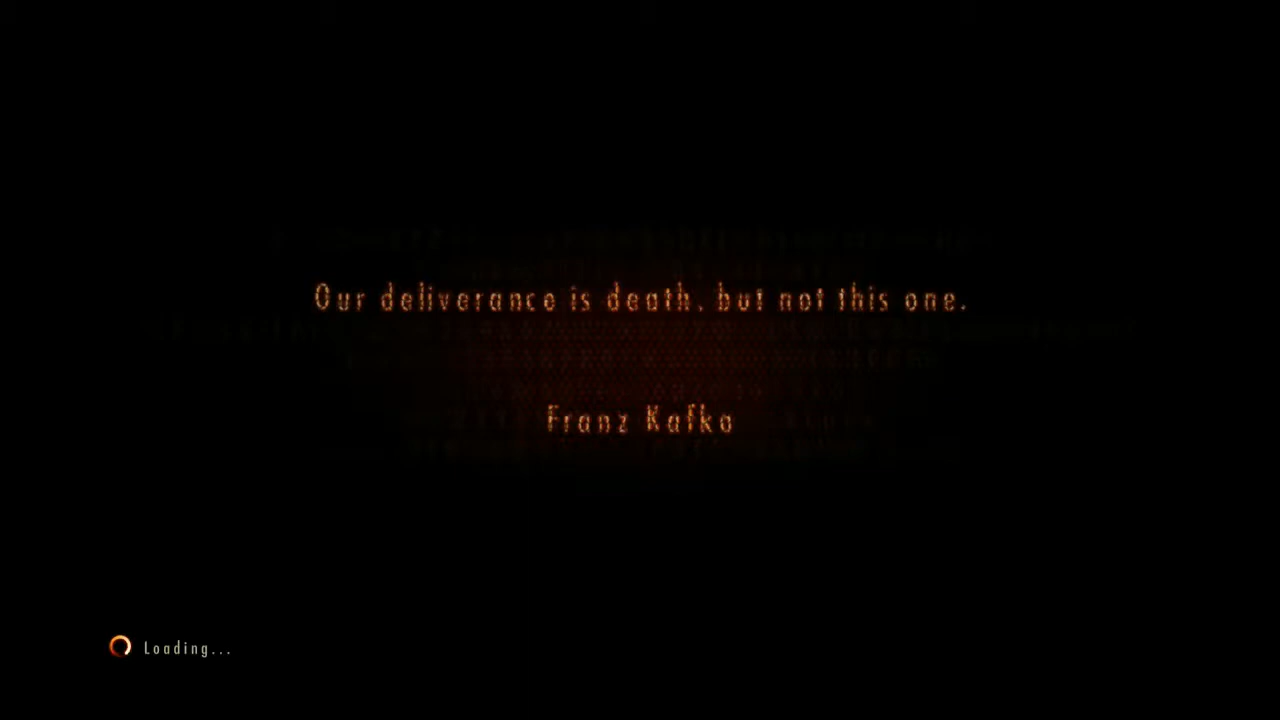 Our deliverance is death, but not this one.
Franz Kafka
Loading...